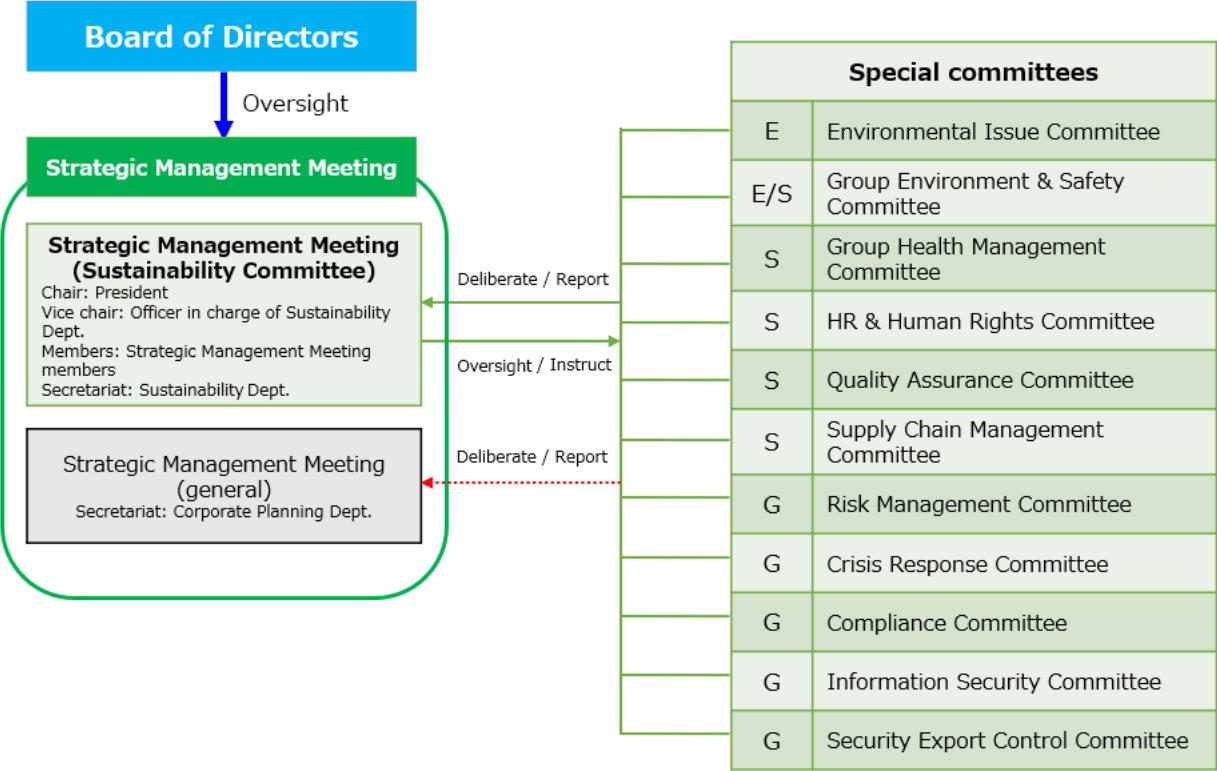 Board of Directors
Oversight
Strategic Management Meeting
Strategic Management Meeting
(Sustainability Committee)
Chair: President
Vice chair: Officer in charge of Sustainability
Dept.
Members: Strategic Management Meeting
members
Secretariat: Sustainability Dept.
Strategic Management Meeting
(general)
Secretariat: Corporate Planning Dept.
Deliberate / Report
Oversight / Instruct
Deliberate / Report
Special committees
E Environmental Issue Committee
E/S Group Environment & Safety
Committee
S Group Health Management
Committee
S HR & Human Rights Committee
S Quality Assurance Committee
S Supply Chain Management
Committee
G Risk Management Committee
G Crisis Response Committee
G Compliance Committee
G Information Security Committee
G Security Export Control Committee